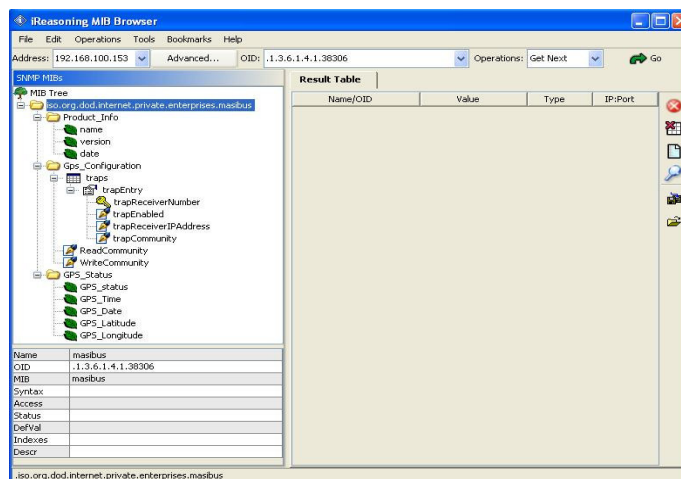 iReasoning MIB Browser
File Edit Operations Tools Bookmarks Help
Address: 192.168.100.153 Advanced... OID: .1.3.6.1.4.1.38306 Operations: Get Next Go
SNMP MIBs
MIB Tree
iso.org.dod.internet.private.enterprises.masibus
Product_Info
name
version
date
Gps_Configuration
traps
trapEntry
trapReceiverNumber
trapEnabled
trapReceiverIPAddress
trapCommunity
ReadCommunity
WriteCommunity
GPS_Status
GPS_status
GPS_Time
GPS_Date
GPS_Latitude
GPS_Longitude
Name masibus
OID .1.3.6.1.4.1.38306
MIB masibus
Syntax
Access
Status
DefVal
Indexes
Descr
Result Table
Name/OID Value Type IP:Port
.iso.org.dod.internet.private.enterprises.masibus